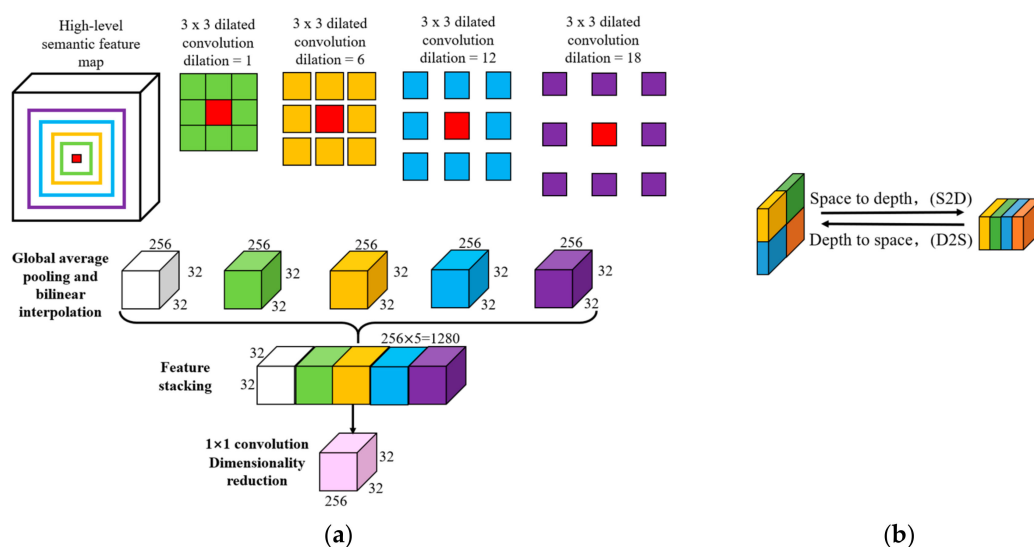 High-level
semantic feature
map
3 x 3 dilated
convolution
dilation = 1
3 x 3 dilated
convolution
dilation = 6
3 x 3 dilated
convolution
dilation = 12
3 x 3 dilated
convolution
dilation = 18
Global average
pooling and
bilinear
interpolation
256
32
32
256
32
32
256
32
32
256
32
32
256
32
32
256×5=1280
32
32
Feature
stacking
1×1 convolution
Dimensionality
reduction
32
32
256
(a)
Space to depth，(S2D)
Depth to space，(D2S)
(b)